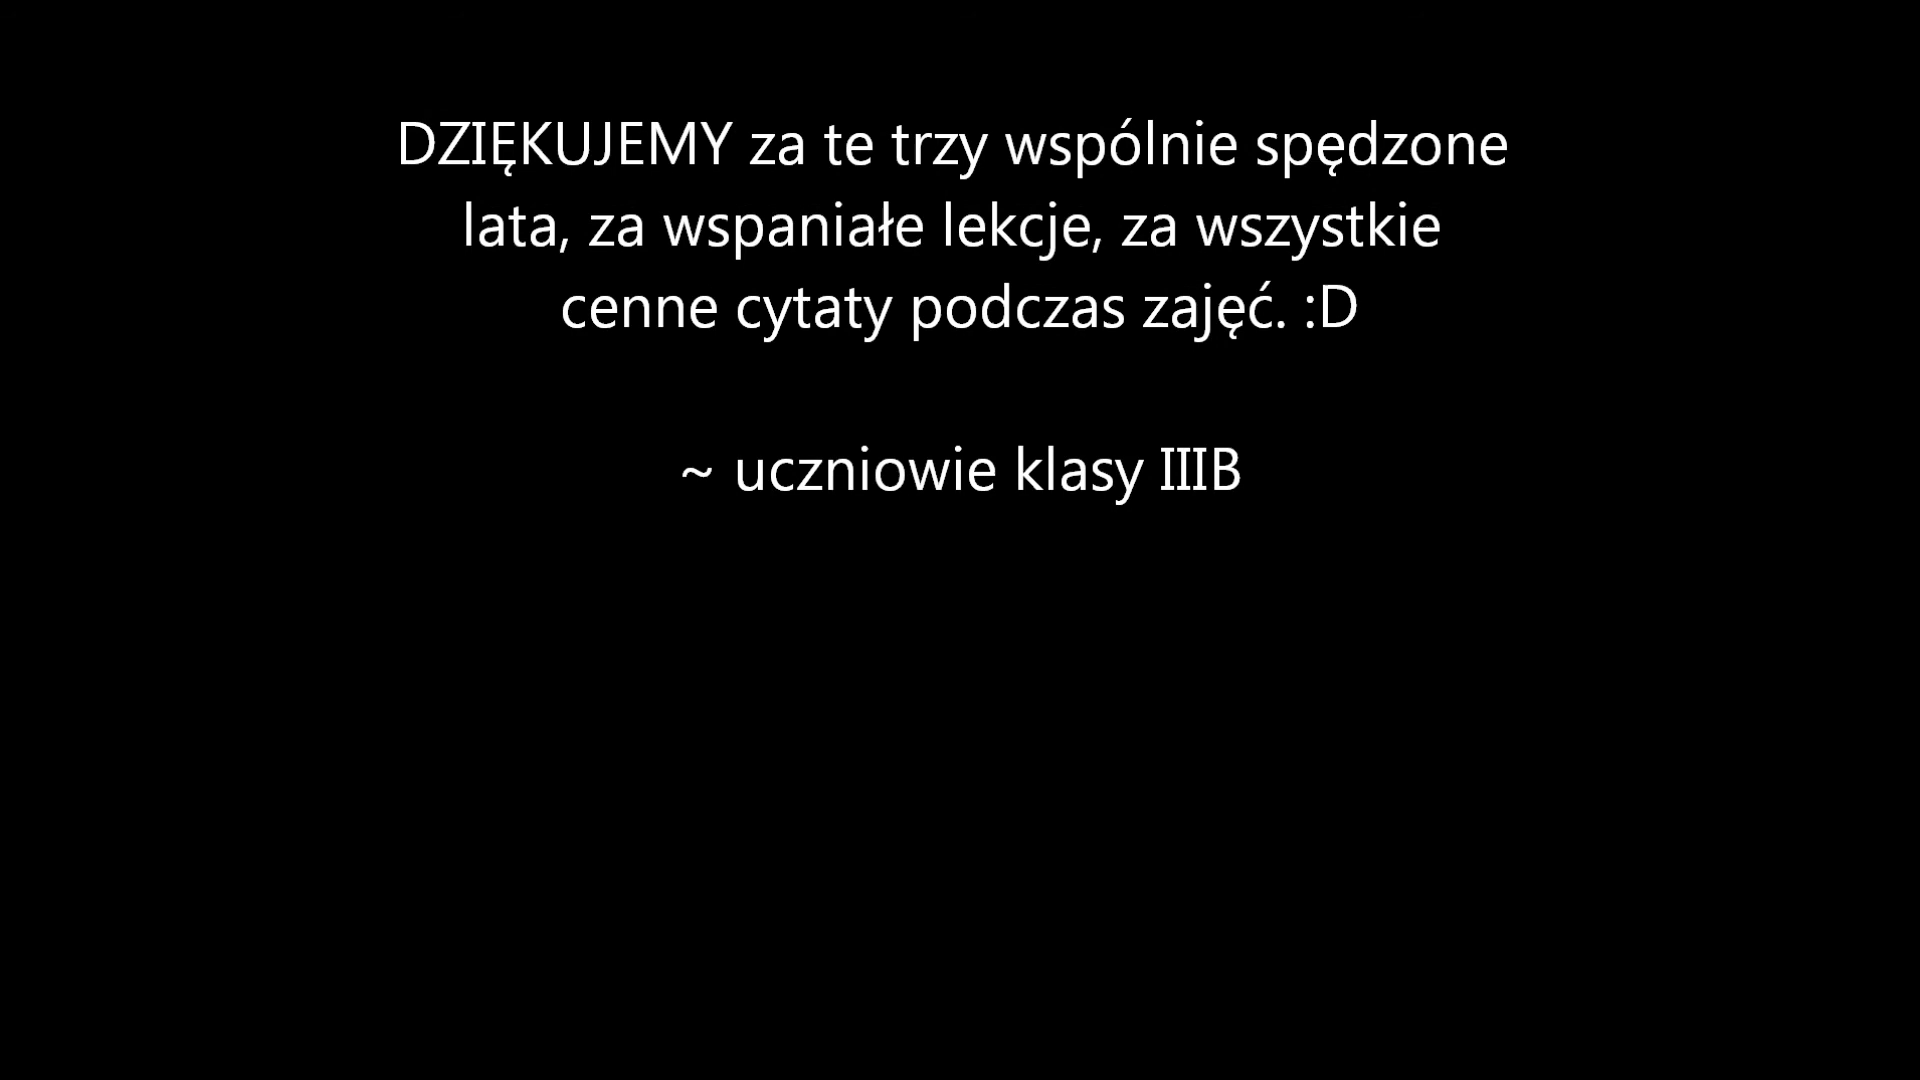 DZIĘKUJEMY za te trzy wspólnie spędzone
lata, za wspaniałe lekcje, za wszystkie
cenne cytaty podczas zajęć. :D
~ uczniowie klasy IIIB